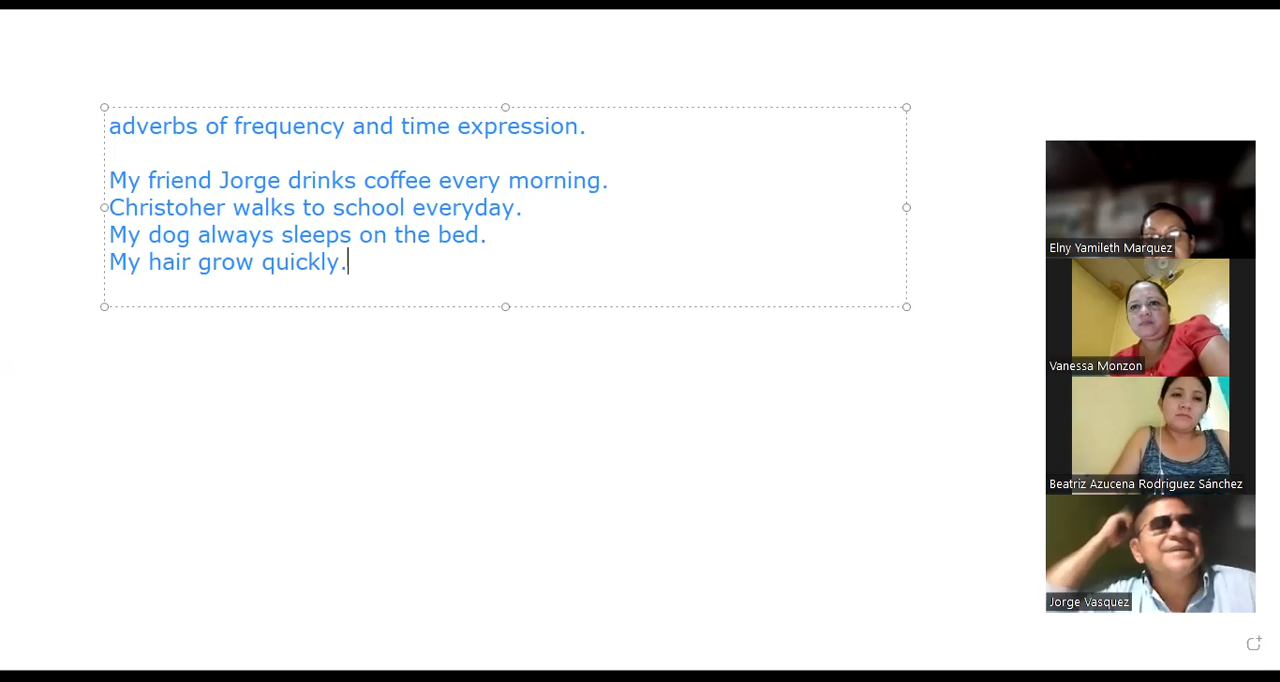 adverbs of frequency and time expression.
My friend Jorge drinks coffee every morning.
Christoher walks to school everyday.
My dog always sleeps on the bed.
My hair grow quickly.
Elny Yamileth Marquez
Vanessa Monzon
Beatriz Azucena Rodriguez Sánchez
Jorge Vasquez